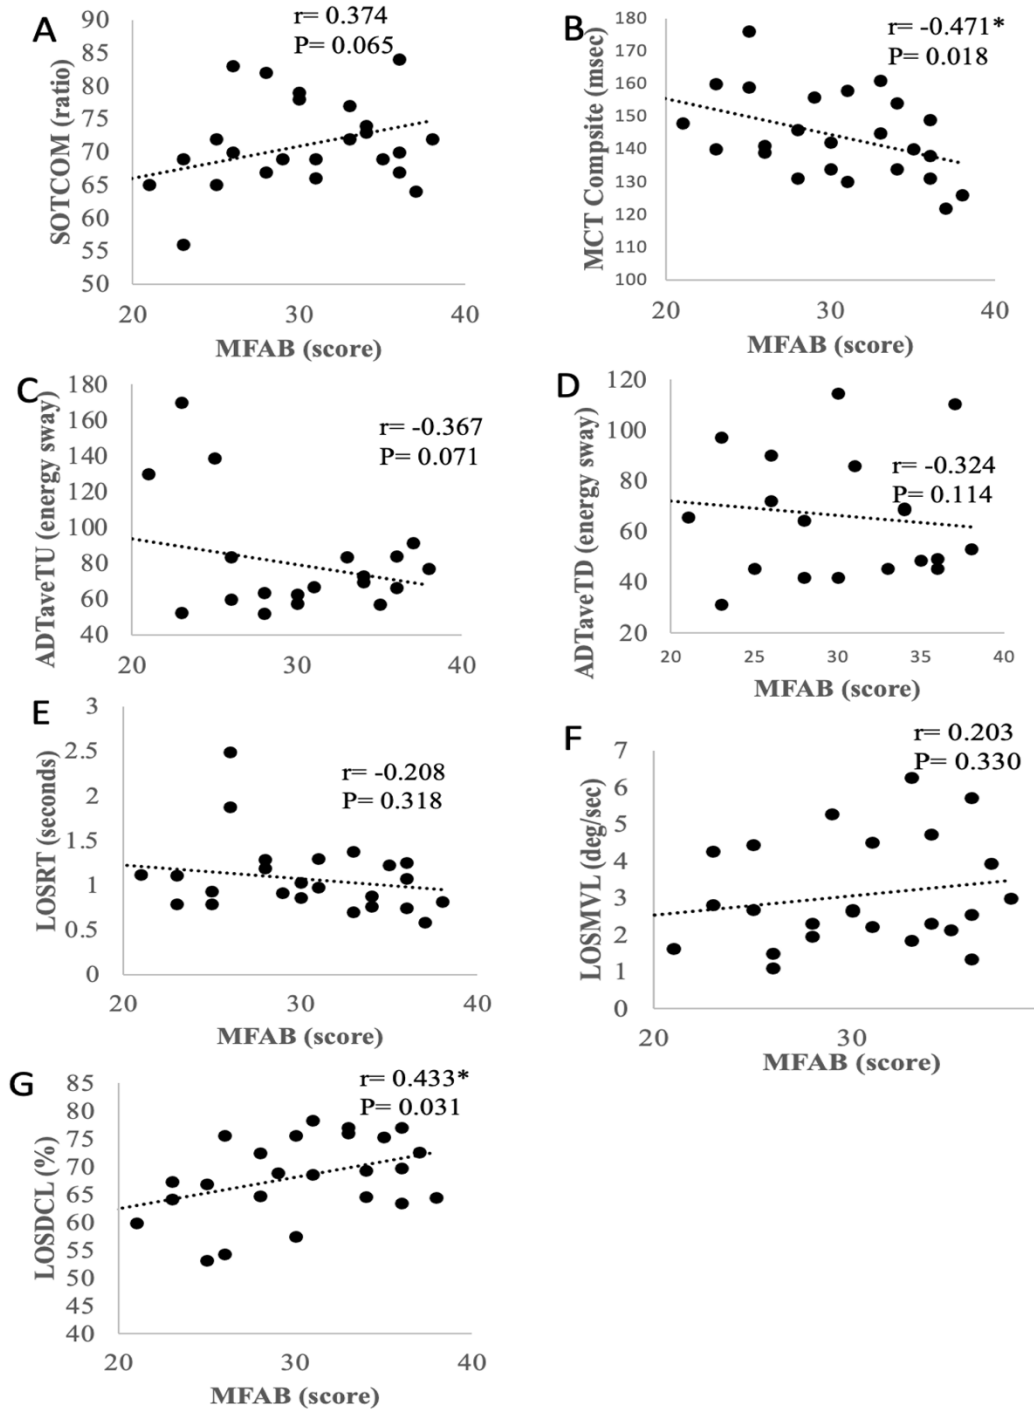 A
r= 0.374
P= 0.065
SOTCOM (ratio)
90
85
80
75
70
65
60
55
50
20
30
40
MFAB (score)
B
r= -0.471*
P= 0.018
MCT Compsite (msec)
180
170
160
150
140
130
120
110
100
20
30
40
MFAB (score)
C
r= -0.367
P= 0.071
ADTaveTU (energy sway)
180
160
140
120
100
80
60
40
20
30
40
MFAB (score)
D
r= -0.324
P= 0.114
ADTaveTD (energy sway)
120
100
80
60
40
20
20
25
30
35
40
MFAB (score)
E
r= -0.208
P= 0.318
LOSRT (seconds)
3
2.5
2
1.5
1
0.5
0
20
30
40
MFAB (score)
F
r= 0.203
P= 0.330
LOSMVL (deg/sec)
7
6
5
4
3
2
1
0
20
30
MFAB (score)
G
r= 0.433*
P= 0.031
LOSDCL (%)
85
80
75
70
65
60
55
50
45
40
20
30
40
MFAB (score)